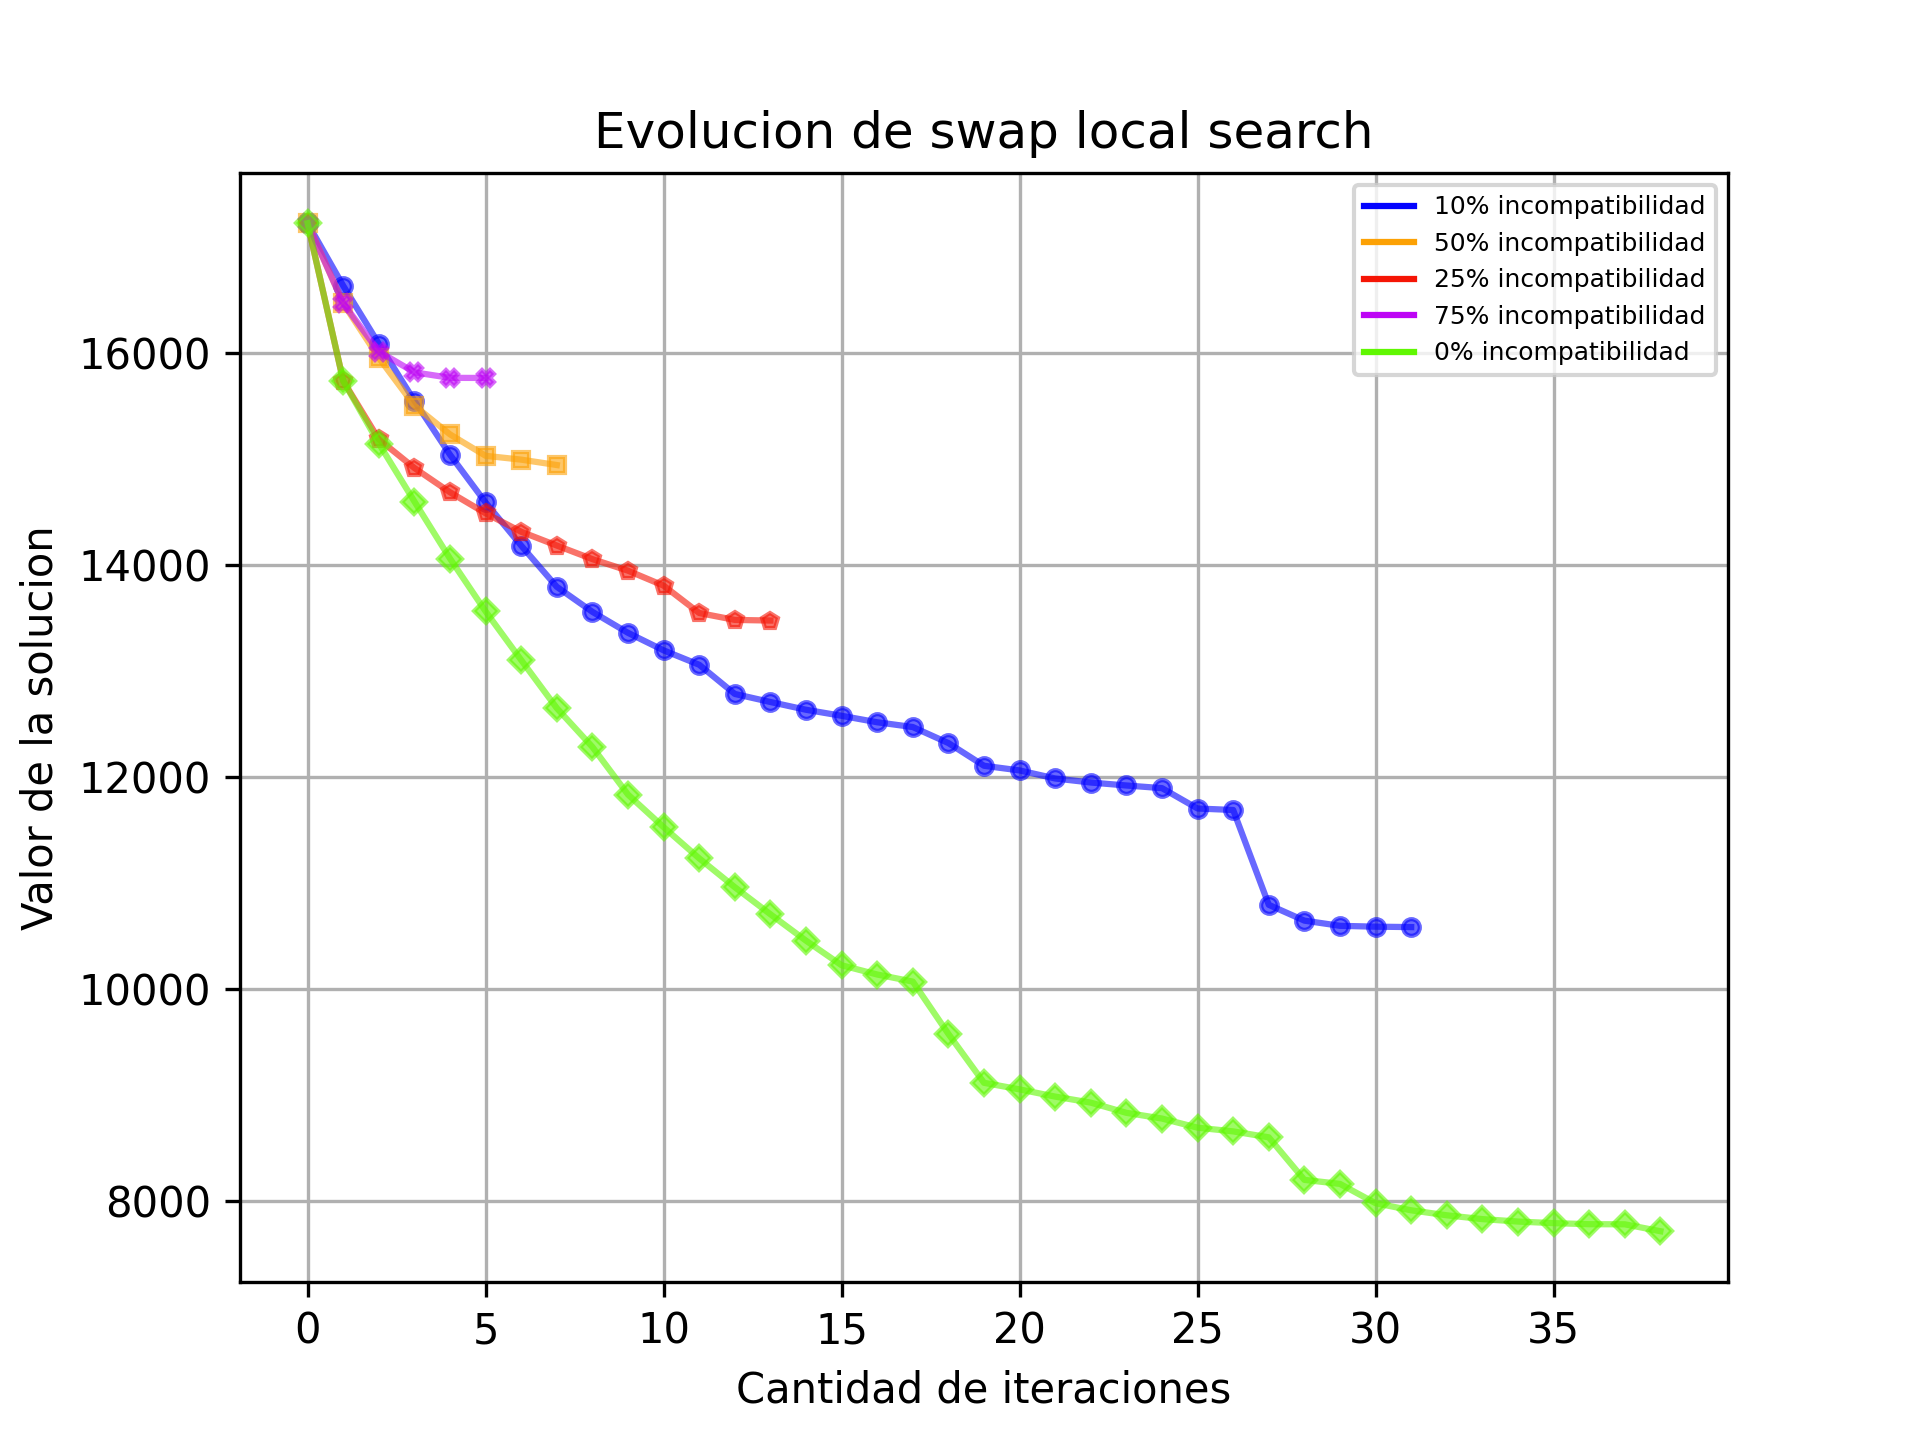 Evolucion de swap local search
10% incompatibilidad
50% incompatibilidad
25% incompatibilidad
75% incompatibilidad
0% incompatibilidad
Valor de la solucion
16000
14000
12000
10000
8000
0 5 10 15 20 25 30 35
Cantidad de iteraciones